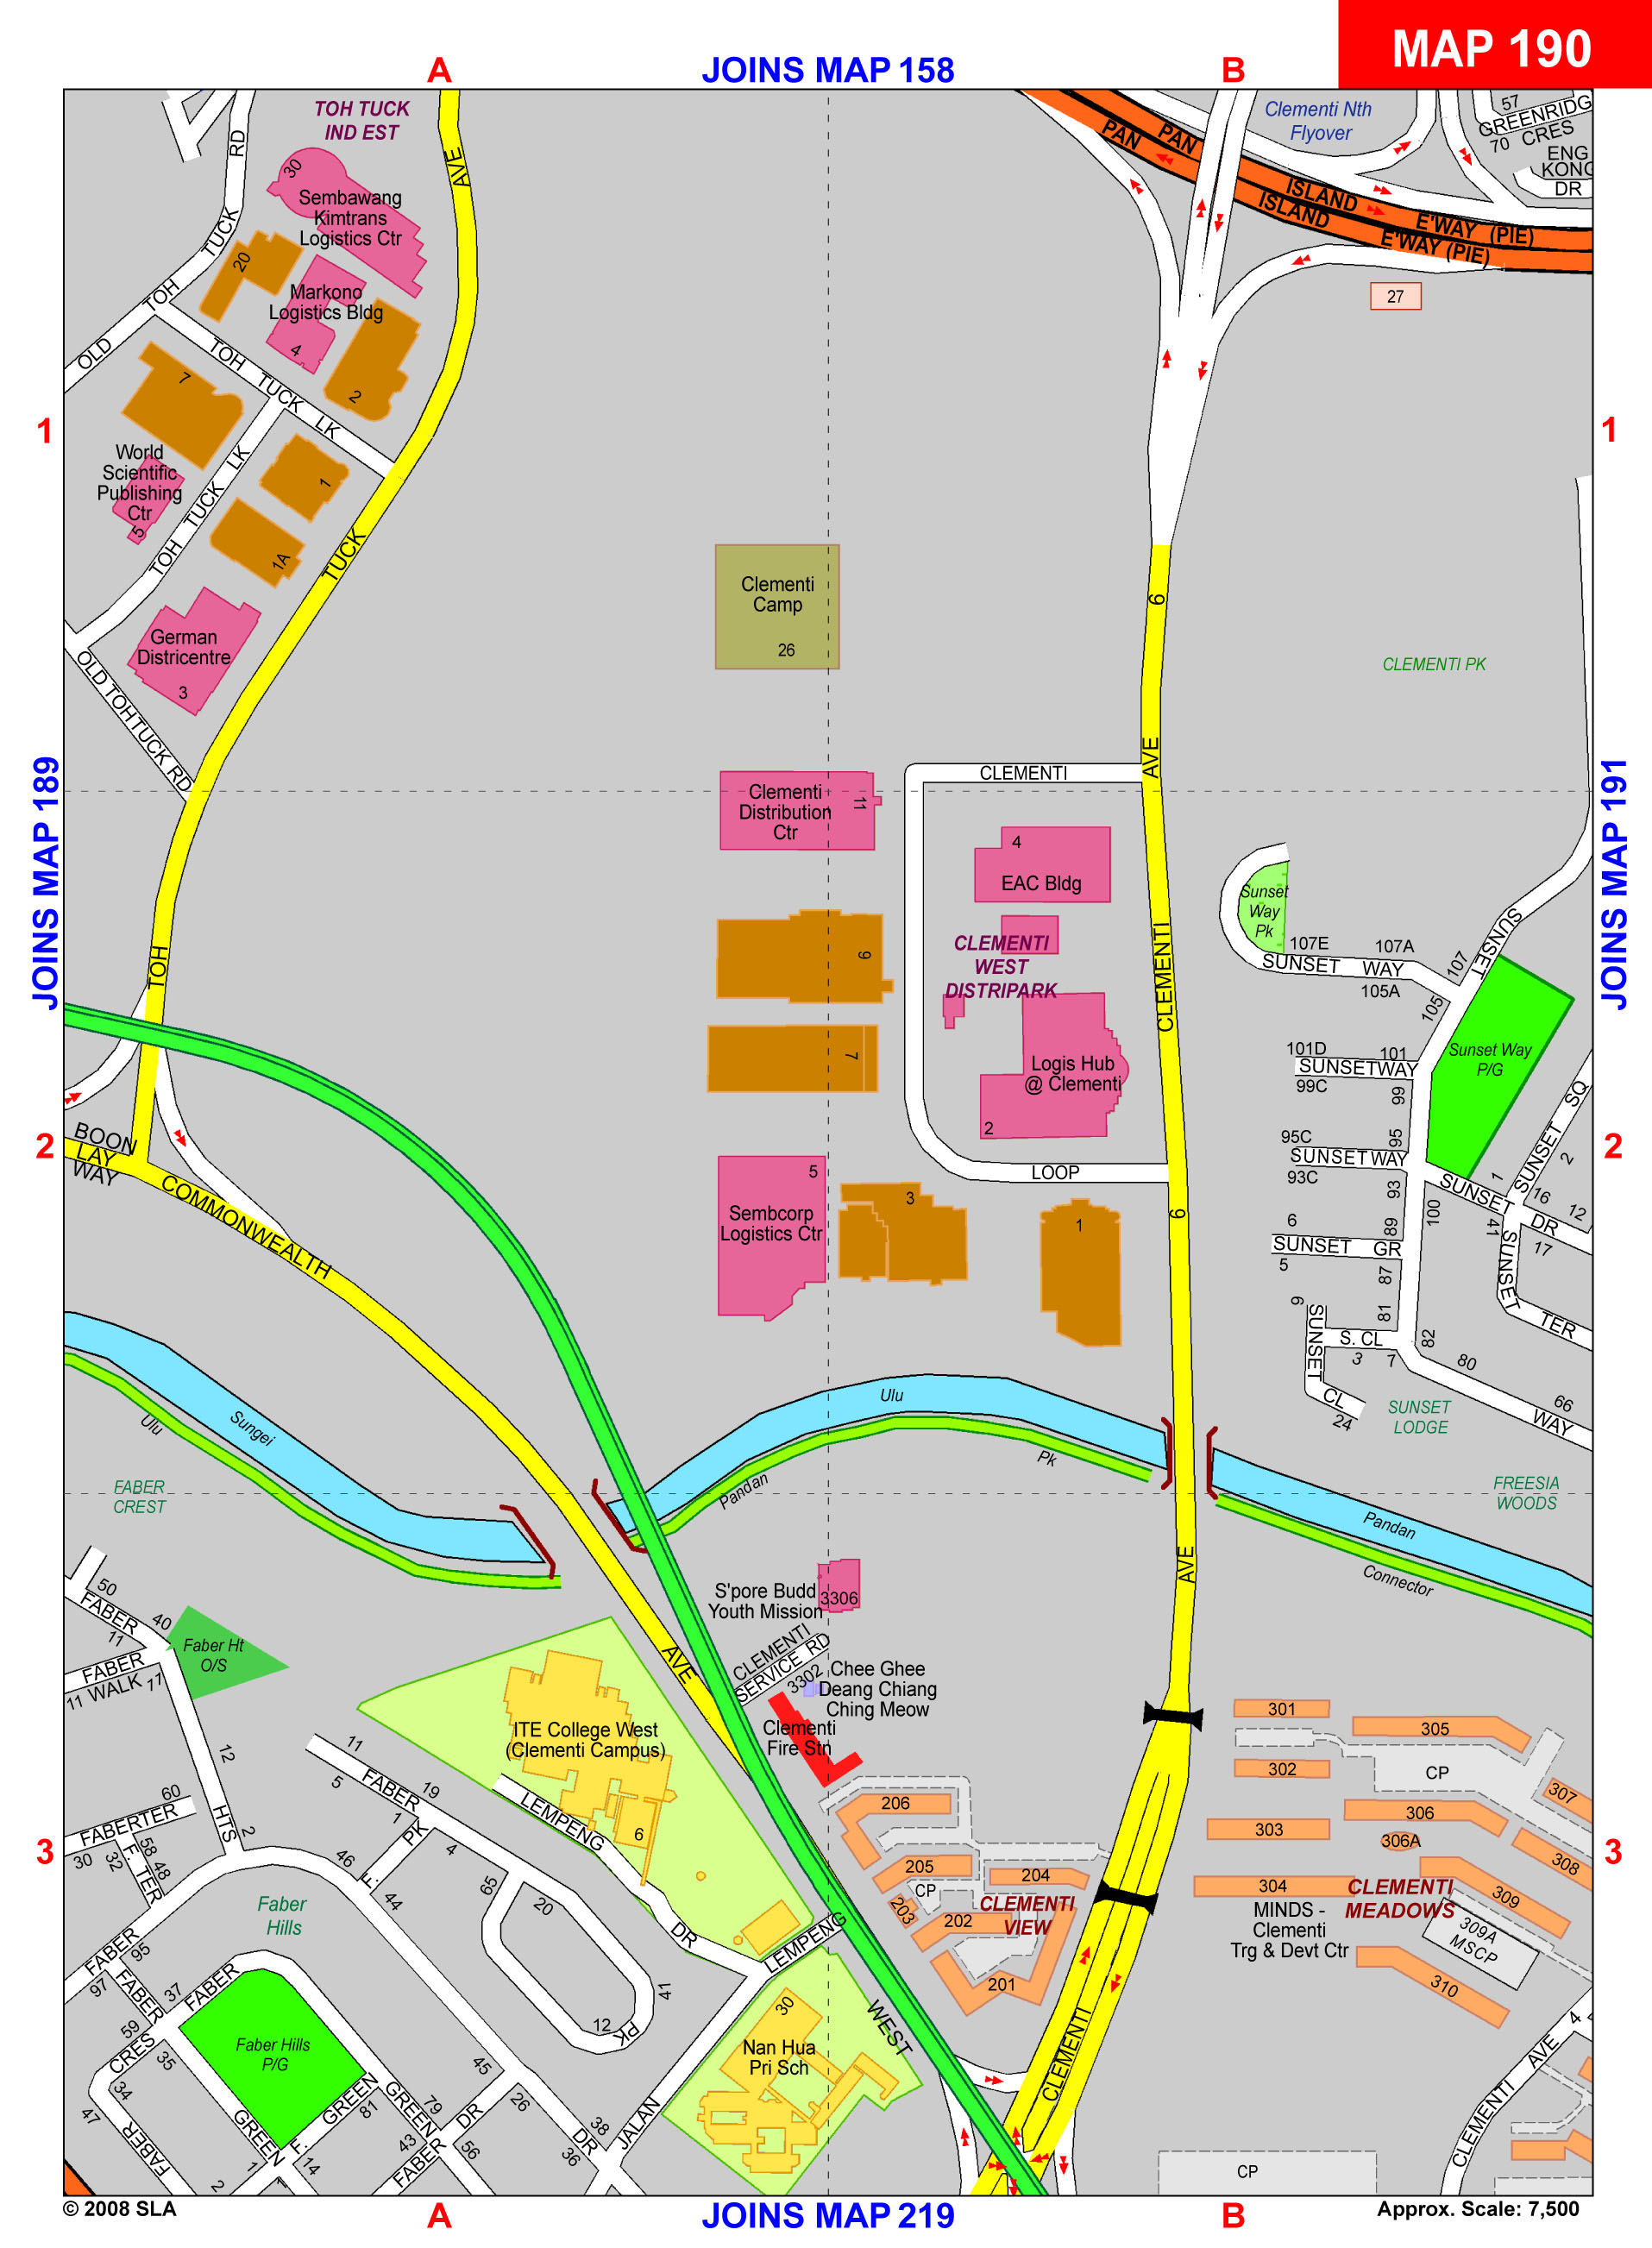 MAP 190
A
JOINS MAP 158
B
TOH TUCK
IND EST
RD
AVE
Clementi Nth
Flyover
57
GREENRIDG
70 CRES
ENG
KONG
DR
PAN
PAN
ISLAND
ISLAND
E'WAY (PIE)
E'WAY (PIE)
30
Sembawang
Kimtrans
Logistics Ctr
TUCK
20
TOH
OLD
Markono
Logistics Bldg
4
2
27
TOH TUCK LK
7
1
1
World
Scientific
Publishing
Ctr
5
TOH TUCK LK
1
1A
TUCK
German
Districentre
3
Clementi
Camp
26
6
CLEMENTI PK
OLD TOH TUCK RD
AVE
CLEMENTI
JOINS MAP 189
JOINS MAP 191
Clementi
Distribution
Ctr
11
4
EAC Bldg
Sunset
Way
Pk
TOH
9
CLEMENTI
WEST
DISTRIPARK
CLEMENTI
107E
107A
SUNSET WAY
105A
107
105
SUNSET
7
Logis Hub
@ Clementi
2
101D
101
SUNSET WAY
99C
99
Sunset Way
P/G
SUNSET SQ
2
2
2
BOON
LAY
WAY
95C
95
SUNSET WAY
93C
93
LOOP
COMMONWEALTH
5
Sembcorp
Logistics Ctr
3
1
6
100
SUNSET DR
1
16
12
17
41
SUNSET
TER
6
89
SUNSET GR
5
87
9
81
SUNSET
S. CL
82
3
7
80
CL
24
66
WAY
SUNSET
LODGE
Ulu
Sungei
Ulu
Pandan
Pk
FABER
CREST
FREESIA
WOODS
Pandan
Connector
AVE
50
FABER
40
11
FABER
11 WALK 17
Faber Ht
O/S
S'pore Budd
Youth Mission
3306
CLEMENTI
SERVICE RD
3302
Chee Ghee
Deang Chiang
Ching Meow
Clementi
Fire Stn
AVE
ITE College West
(Clementi Campus)
6
301
305
302
CP
307
306
303
306A
308
304
309
CLEMENTI
MEADOWS
MINDS -
Clementi
Trg & Devt Ctr
309A
MSCP
310
206
205
CP
204
203
202
CLEMENTI
VIEW
201
12
HTS
2
60
FABERTER
30
32
58
48
F. TER
3
3
11
5
FABER
19
1
PK
F.
4
46
44
65
20
LEMPENG
DR
LEMPENG
Faber
Hills
FABER
95
97
FABER
37
FABER
59
CRES
35
34
47
FABER
Faber Hills
P/G
GREEN
GREEN
GREEN
F.
14
1
2
81
79
43
FABER
DR
45
56
26
38
36
DR
12
PK
14
JALAN
30
Nan Hua
Pri Sch
WEST
CLEMENTI
CP
CLEMENTI AVE 4
© 2008 SLA
A
JOINS MAP 219
B
Approx. Scale: 7,500